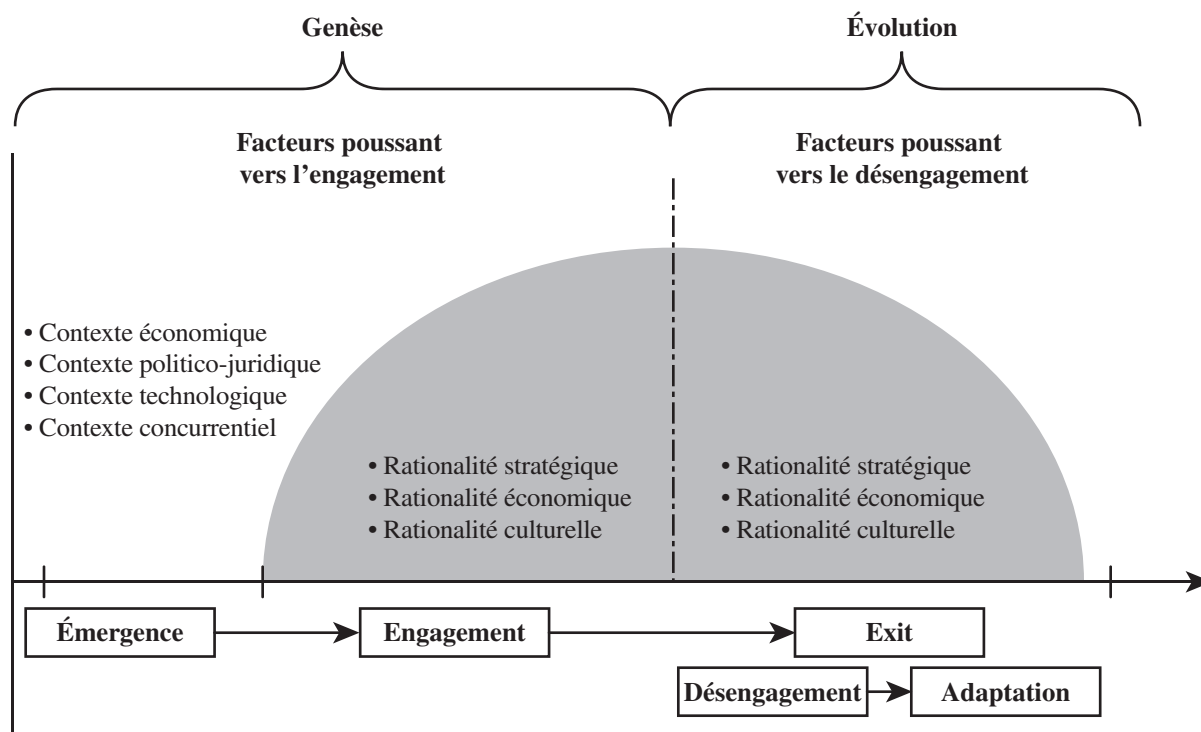 Genèse
Évolution
Facteurs poussant
vers l’engagement
Facteurs poussant
vers le désengagement
• Contexte économique
• Contexte politico-juridique
• Contexte technologique
• Contexte concurrentiel
• Rationalité stratégique
• Rationalité économique
• Rationalité culturelle
• Rationalité stratégique
• Rationalité économique
• Rationalité culturelle
Émergence
Engagement
Exit
Désengagement
Adaptation